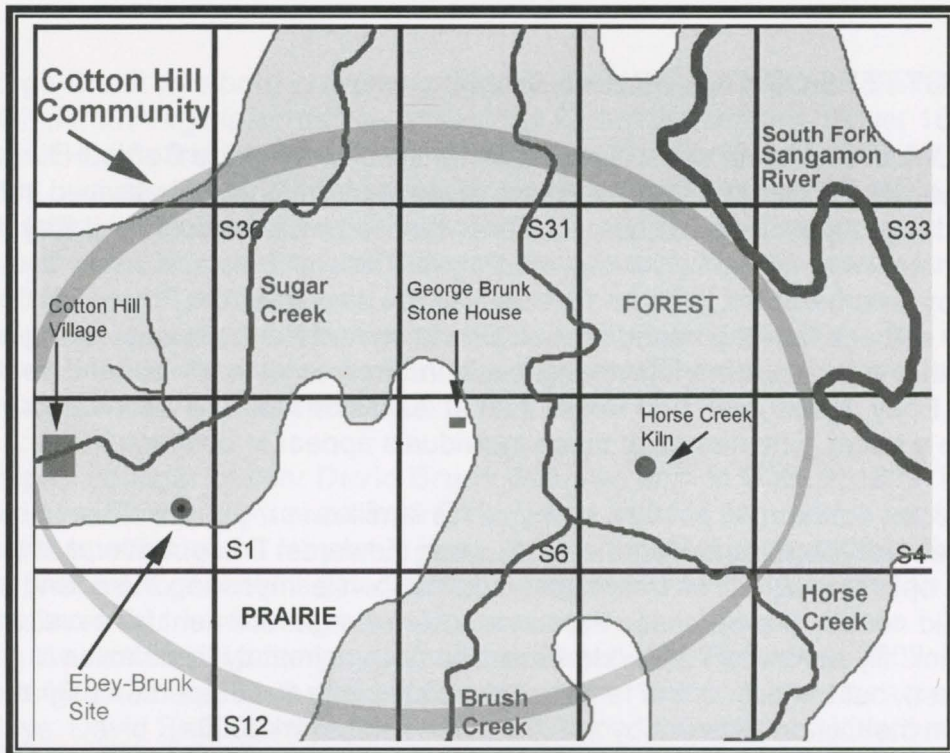 Cotton Hill
Community
South Fork
Sangamon
River
S36
S31
S33
Cotton Hill
Village
Sugar
Creek
George Brunk
Stone House
FOREST
Horse Creek
Kiln
S1
S6
S4
PRAIRIE
Horse
Creek
Ebey-Brunk
Site
S12
Brush
Creek